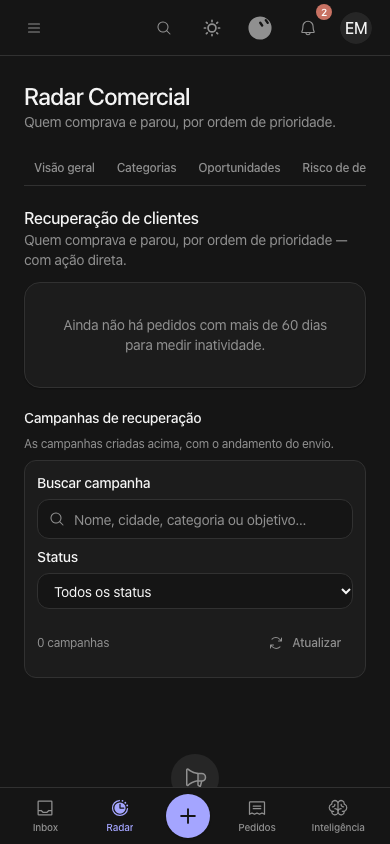 2
EM
Radar Comercial
Quem comprava e parou, por ordem de prioridade.
Visão geral Categorias Oportunidades Risco de de
Recuperação de clientes
Quem comprava e parou, por ordem de prioridade —
com ação direta.
Ainda não há pedidos com mais de 60 dias
para medir inatividade.
Campanhas de recuperação
As campanhas criadas acima, com o andamento do envio.
Buscar campanha
Nome, cidade, categoria ou objetivo...
Status
Todos os status
0 campanhas Atualizar
Inbox Radar Pedidos Inteligência